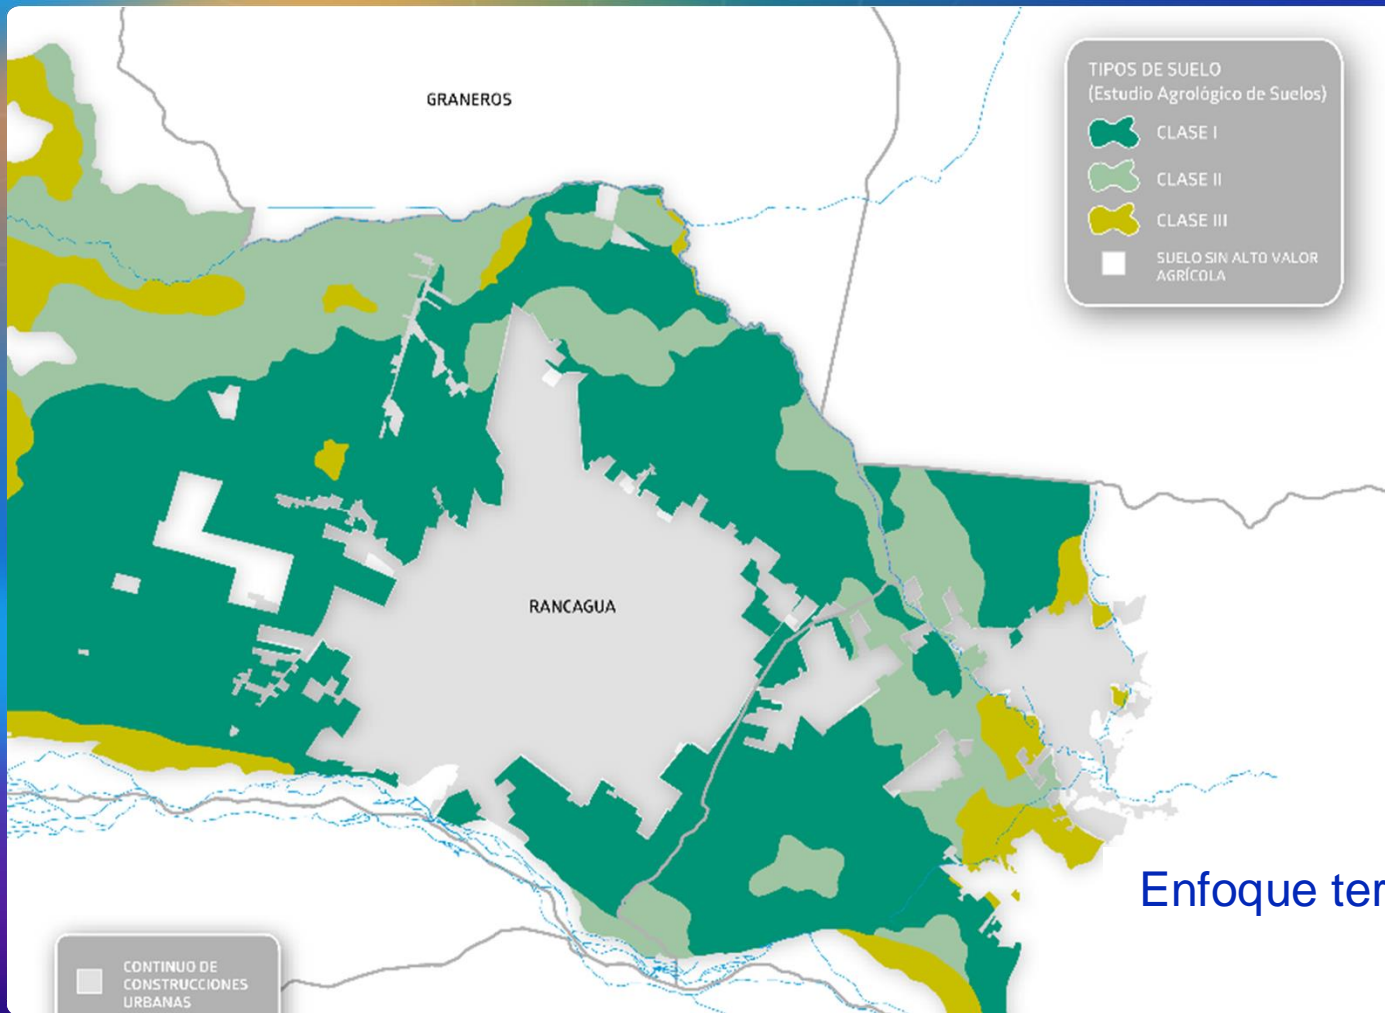 GRANEROS
TIPOS DE SUELO
(Estudio Agrológico de Suelos)
CLASE I
CLASE II
CLASE III
SUELO SIN ALTO VALOR
AGRÍCOLA
RANCAGUA
Enfoque ter
CONTINUO DE
CONSTRUCCIONES
URBANAS